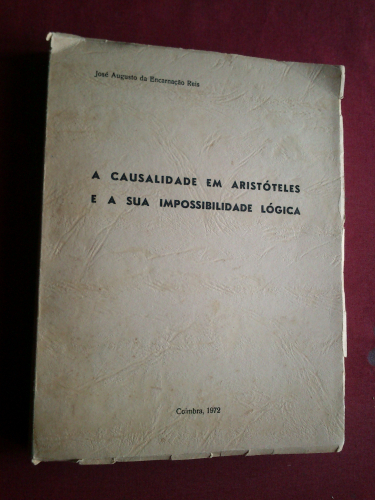 José Augusto da Encarnação Reis
A CAUSALIDADE EM ARISTÓTELES
E A SUA IMPOSSIBILIDADE LÓGICA
Coimbra, 1972